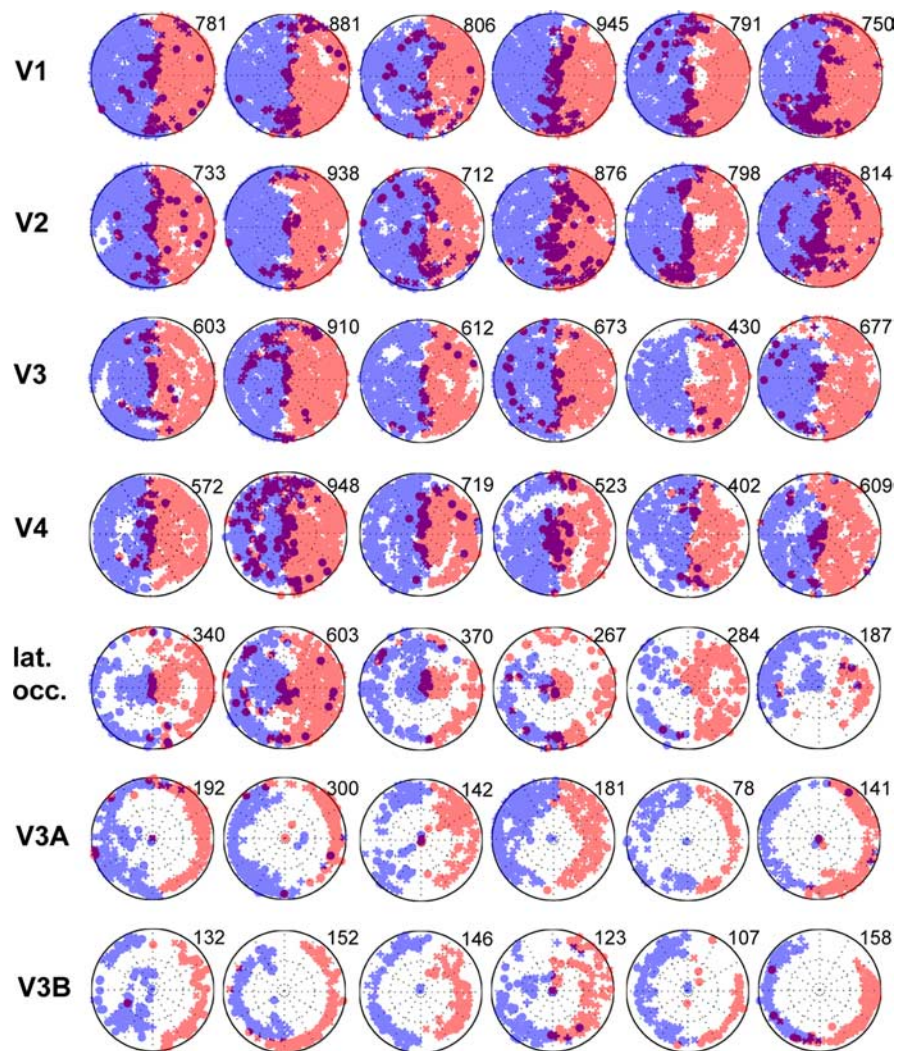 781 881 806 945 791 750
V1
733 938 712 876 798 814
V2
603 910 612 673 430 677
V3
572 948 719 523 402 609
V4
340 603 370 267 284 187
lat.
occ.
192 300 142 181 78 141
V3A
132 152 146 123 107 158
V3B